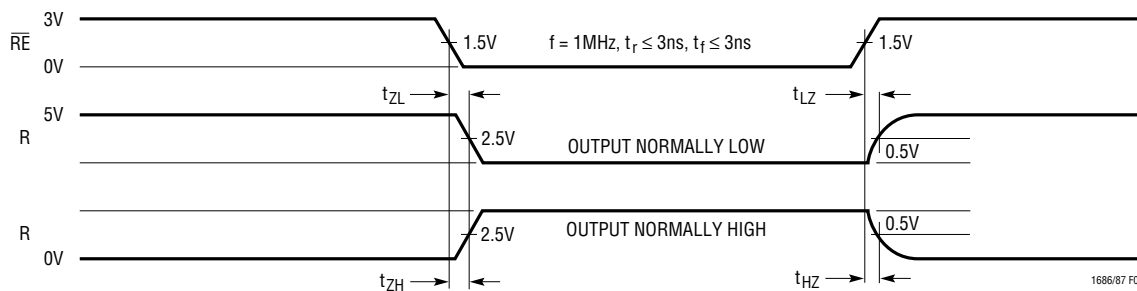 3V
RE
1.5V
f = 1MHz, tr ≤ 3ns, tf ≤ 3ns
1.5V
0V
tZL
tLZ
5V
R
2.5V
OUTPUT NORMALLY LOW
0.5V
R
2.5V
OUTPUT NORMALLY HIGH
0.5V
0V
tZH
tHZ
1686/87